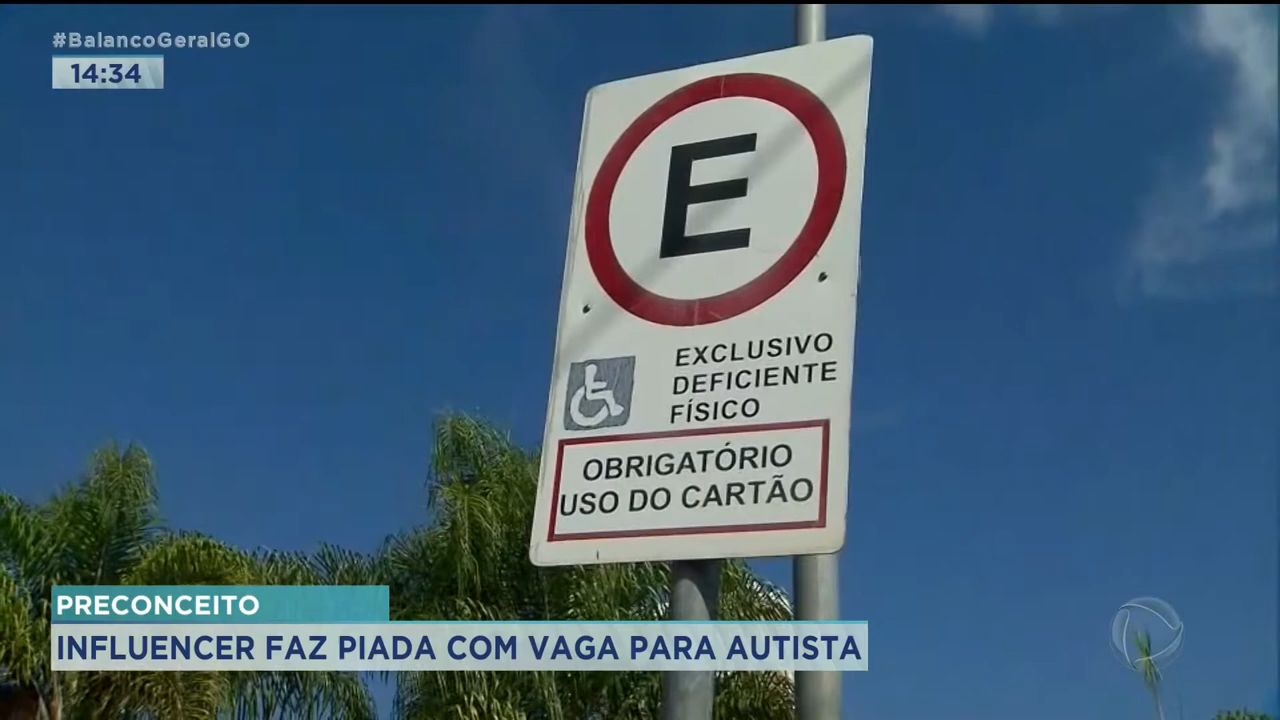 #BalancoGeralGO
14:34
E
EXCLUSIVO
DEFICIENTE
FÍSICO
OBRIGATÓRIO
USO DO CARTÃO
PRECONCEITO
INFLUENCER FAZ PIADA COM VAGA PARA AUTISTA